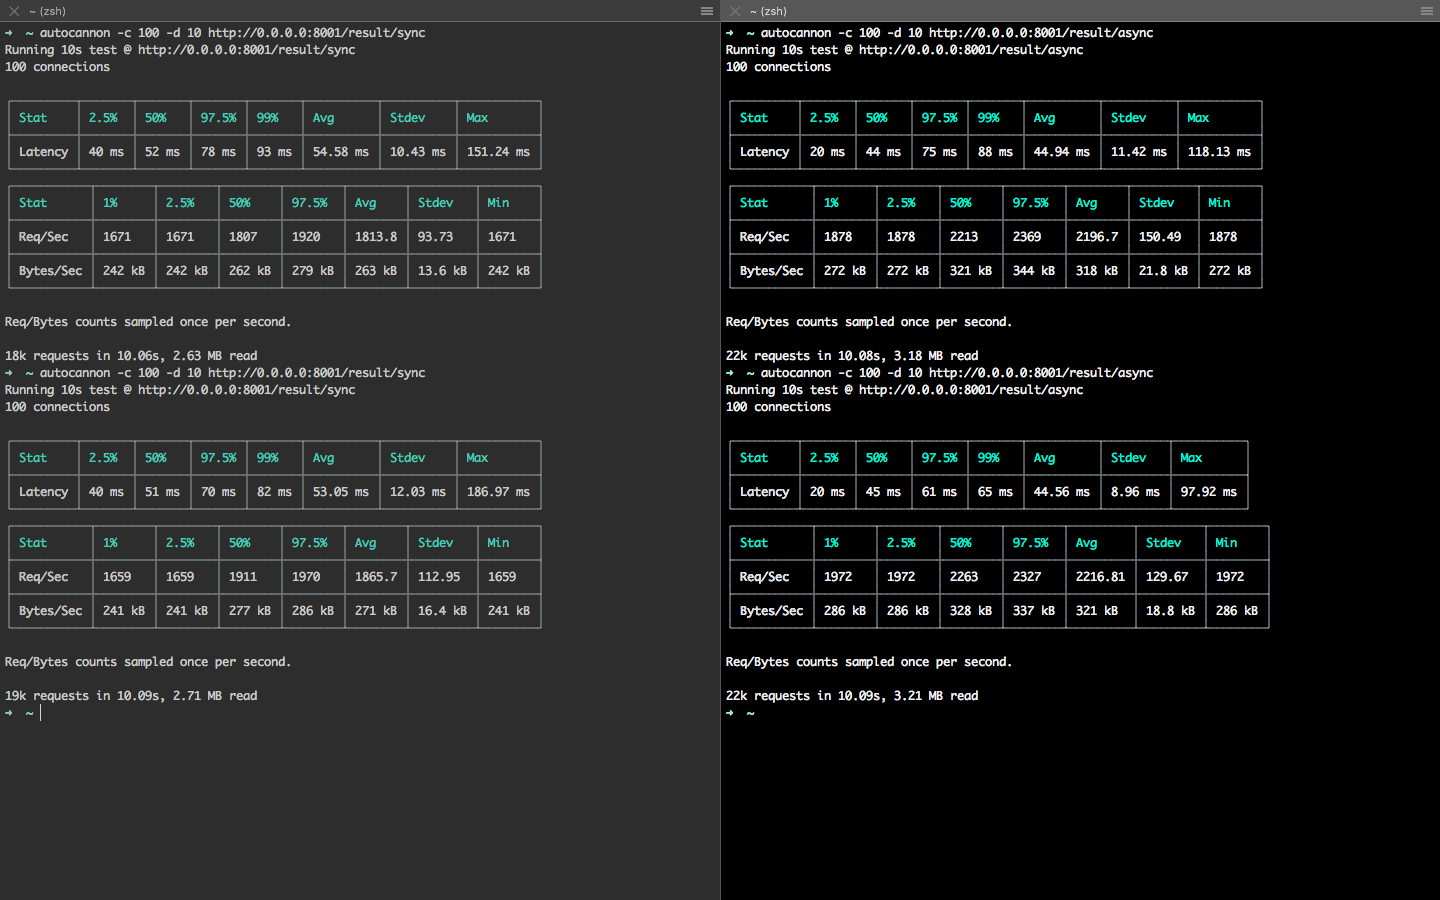 ~ (zsh)
➜ ~ autocannon -c 100 -d 10 http://0.0.0.0:8001/result/sync
Running 10s test @ http://0.0.0.0:8001/result/sync
100 connections
Stat 2.5% 50% 97.5% 99% Avg Stdev Max
Latency 40 ms 52 ms 78 ms 93 ms 54.58 ms 10.43 ms 151.24 ms
Stat 1% 2.5% 50% 97.5% Avg Stdev Min
Req/Sec 1671 1671 1807 1920 1813.8 93.73 1671
Bytes/Sec 242 kB 242 kB 262 kB 279 kB 263 kB 13.6 kB 242 kB
Req/Bytes counts sampled once per second.
18k requests in 10.06s, 2.63 MB read
➜ ~ autocannon -c 100 -d 10 http://0.0.0.0:8001/result/sync
Running 10s test @ http://0.0.0.0:8001/result/sync
100 connections
Stat 2.5% 50% 97.5% 99% Avg Stdev Max
Latency 40 ms 51 ms 70 ms 82 ms 53.05 ms 12.03 ms 186.97 ms
Stat 1% 2.5% 50% 97.5% Avg Stdev Min
Req/Sec 1659 1659 1911 1970 1865.7 112.95 1659
Bytes/Sec 241 kB 241 kB 277 kB 286 kB 271 kB 16.4 kB 241 kB
Req/Bytes counts sampled once per second.
19k requests in 10.09s, 2.71 MB read
➜ ~
~ (zsh)
➜ ~ autocannon -c 100 -d 10 http://0.0.0.0:8001/result/async
Running 10s test @ http://0.0.0.0:8001/result/async
100 connections
Stat 2.5% 50% 97.5% 99% Avg Stdev Max
Latency 20 ms 44 ms 75 ms 88 ms 44.94 ms 11.42 ms 118.13 ms
Stat 1% 2.5% 50% 97.5% Avg Stdev Min
Req/Sec 1878 1878 2213 2369 2196.7 150.49 1878
Bytes/Sec 272 kB 272 kB 321 kB 344 kB 318 kB 21.8 kB 272 kB
Req/Bytes counts sampled once per second.
22k requests in 10.08s, 3.18 MB read
➜ ~ autocannon -c 100 -d 10 http://0.0.0.0:8001/result/async
Running 10s test @ http://0.0.0.0:8001/result/async
100 connections
Stat 2.5% 50% 97.5% 99% Avg Stdev Max
Latency 20 ms 45 ms 61 ms 65 ms 44.56 ms 8.96 ms 97.92 ms
Stat 1% 2.5% 50% 97.5% Avg Stdev Min
Req/Sec 1972 1972 2263 2327 2216.81 129.67 1972
Bytes/Sec 286 kB 286 kB 328 kB 337 kB 321 kB 18.8 kB 286 kB
Req/Bytes counts sampled once per second.
22k requests in 10.09s, 3.21 MB read
➜ ~